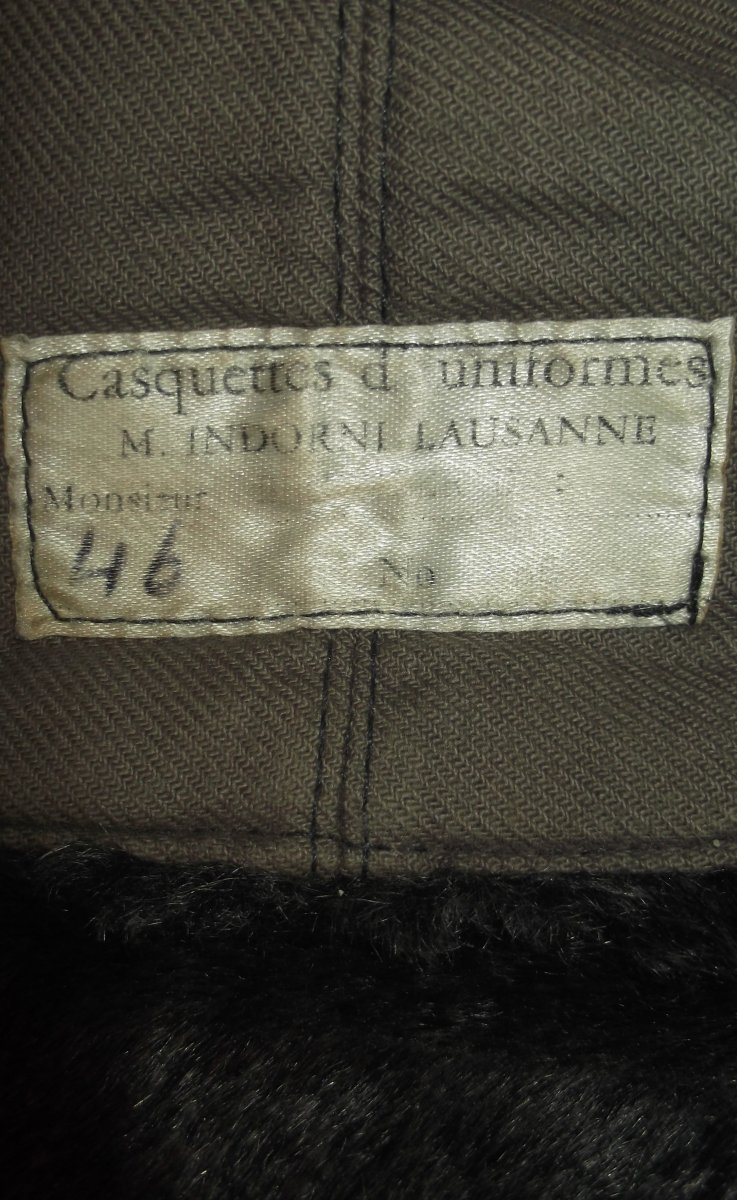 Casquettes d' uniformes
M. INDORNI LAUSANNE
Monsieur
46 No